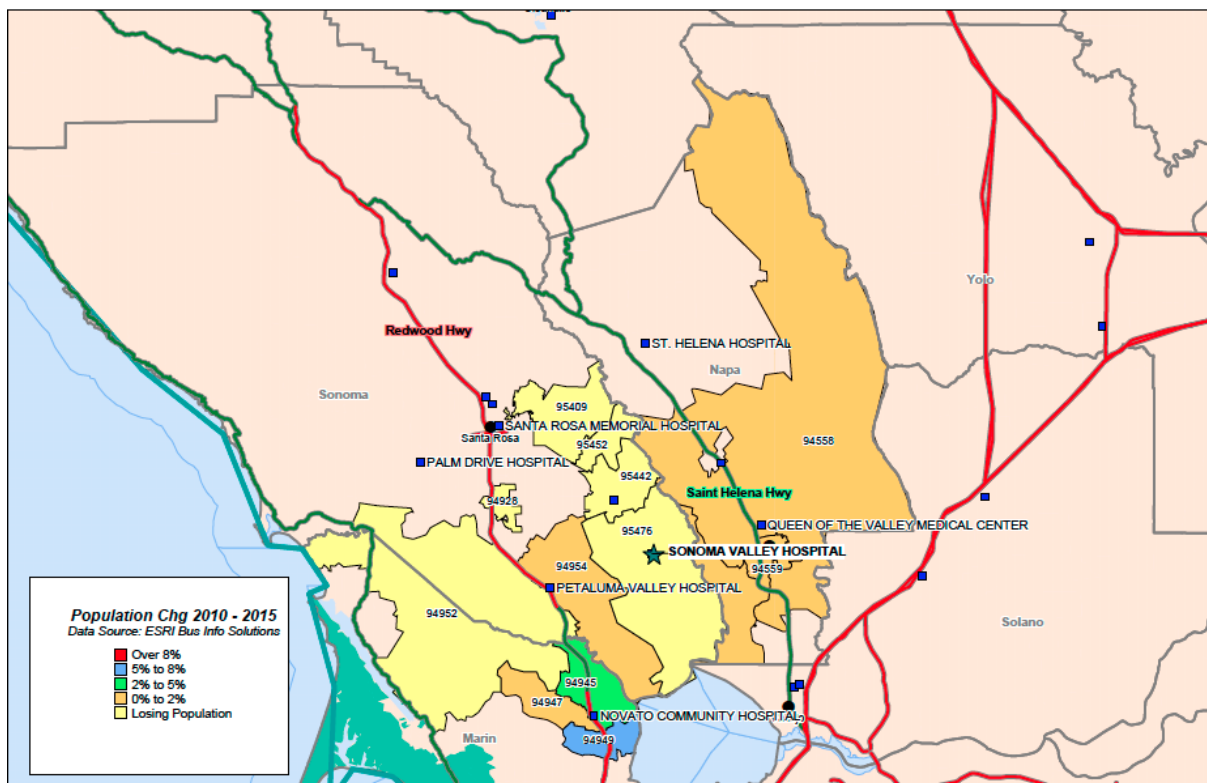 Redwood Hwy
Yolo
ST. HELENA HOSPITAL
Napa
Sonoma
95409
SANTA ROSA MEMORIAL HOSPITAL
Santa Rosa
95452
94558
PALM DRIVE HOSPITAL
95442
Saint Helena Hwy
94928
QUEEN OF THE VALLEY MEDICAL CENTER
95476
SONOMA VALLEY HOSPITAL
94954
94559
PETALUMA VALLEY HOSPITAL
94952
Solano
Population Chg 2010 - 2015
Data Source: ESRI Bus Info Solutions
Over 8%
5% to 8%
2% to 5%
0% to 2%
Losing Population
94945
94947
NOVATO COMMUNITY HOSPITAL
94949
Marin